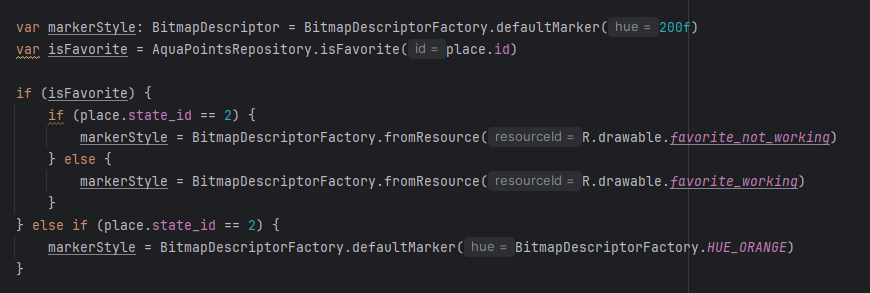 var markerStyle: BitmapDescriptor = BitmapDescriptorFactory.defaultMarker( hue = 200f)
var isFavorite = AquaPointsRepository.isFavorite( id = place.id)
if (isFavorite) {
if (place.state_id == 2) {
markerStyle = BitmapDescriptorFactory.fromResource( resourceId = R.drawable.favorite_not_working)
} else {
markerStyle = BitmapDescriptorFactory.fromResource( resourceId = R.drawable.favorite_working)
}
} else if (place.state_id == 2) {
markerStyle = BitmapDescriptorFactory.defaultMarker( hue = BitmapDescriptorFactory.HUE_ORANGE)
}